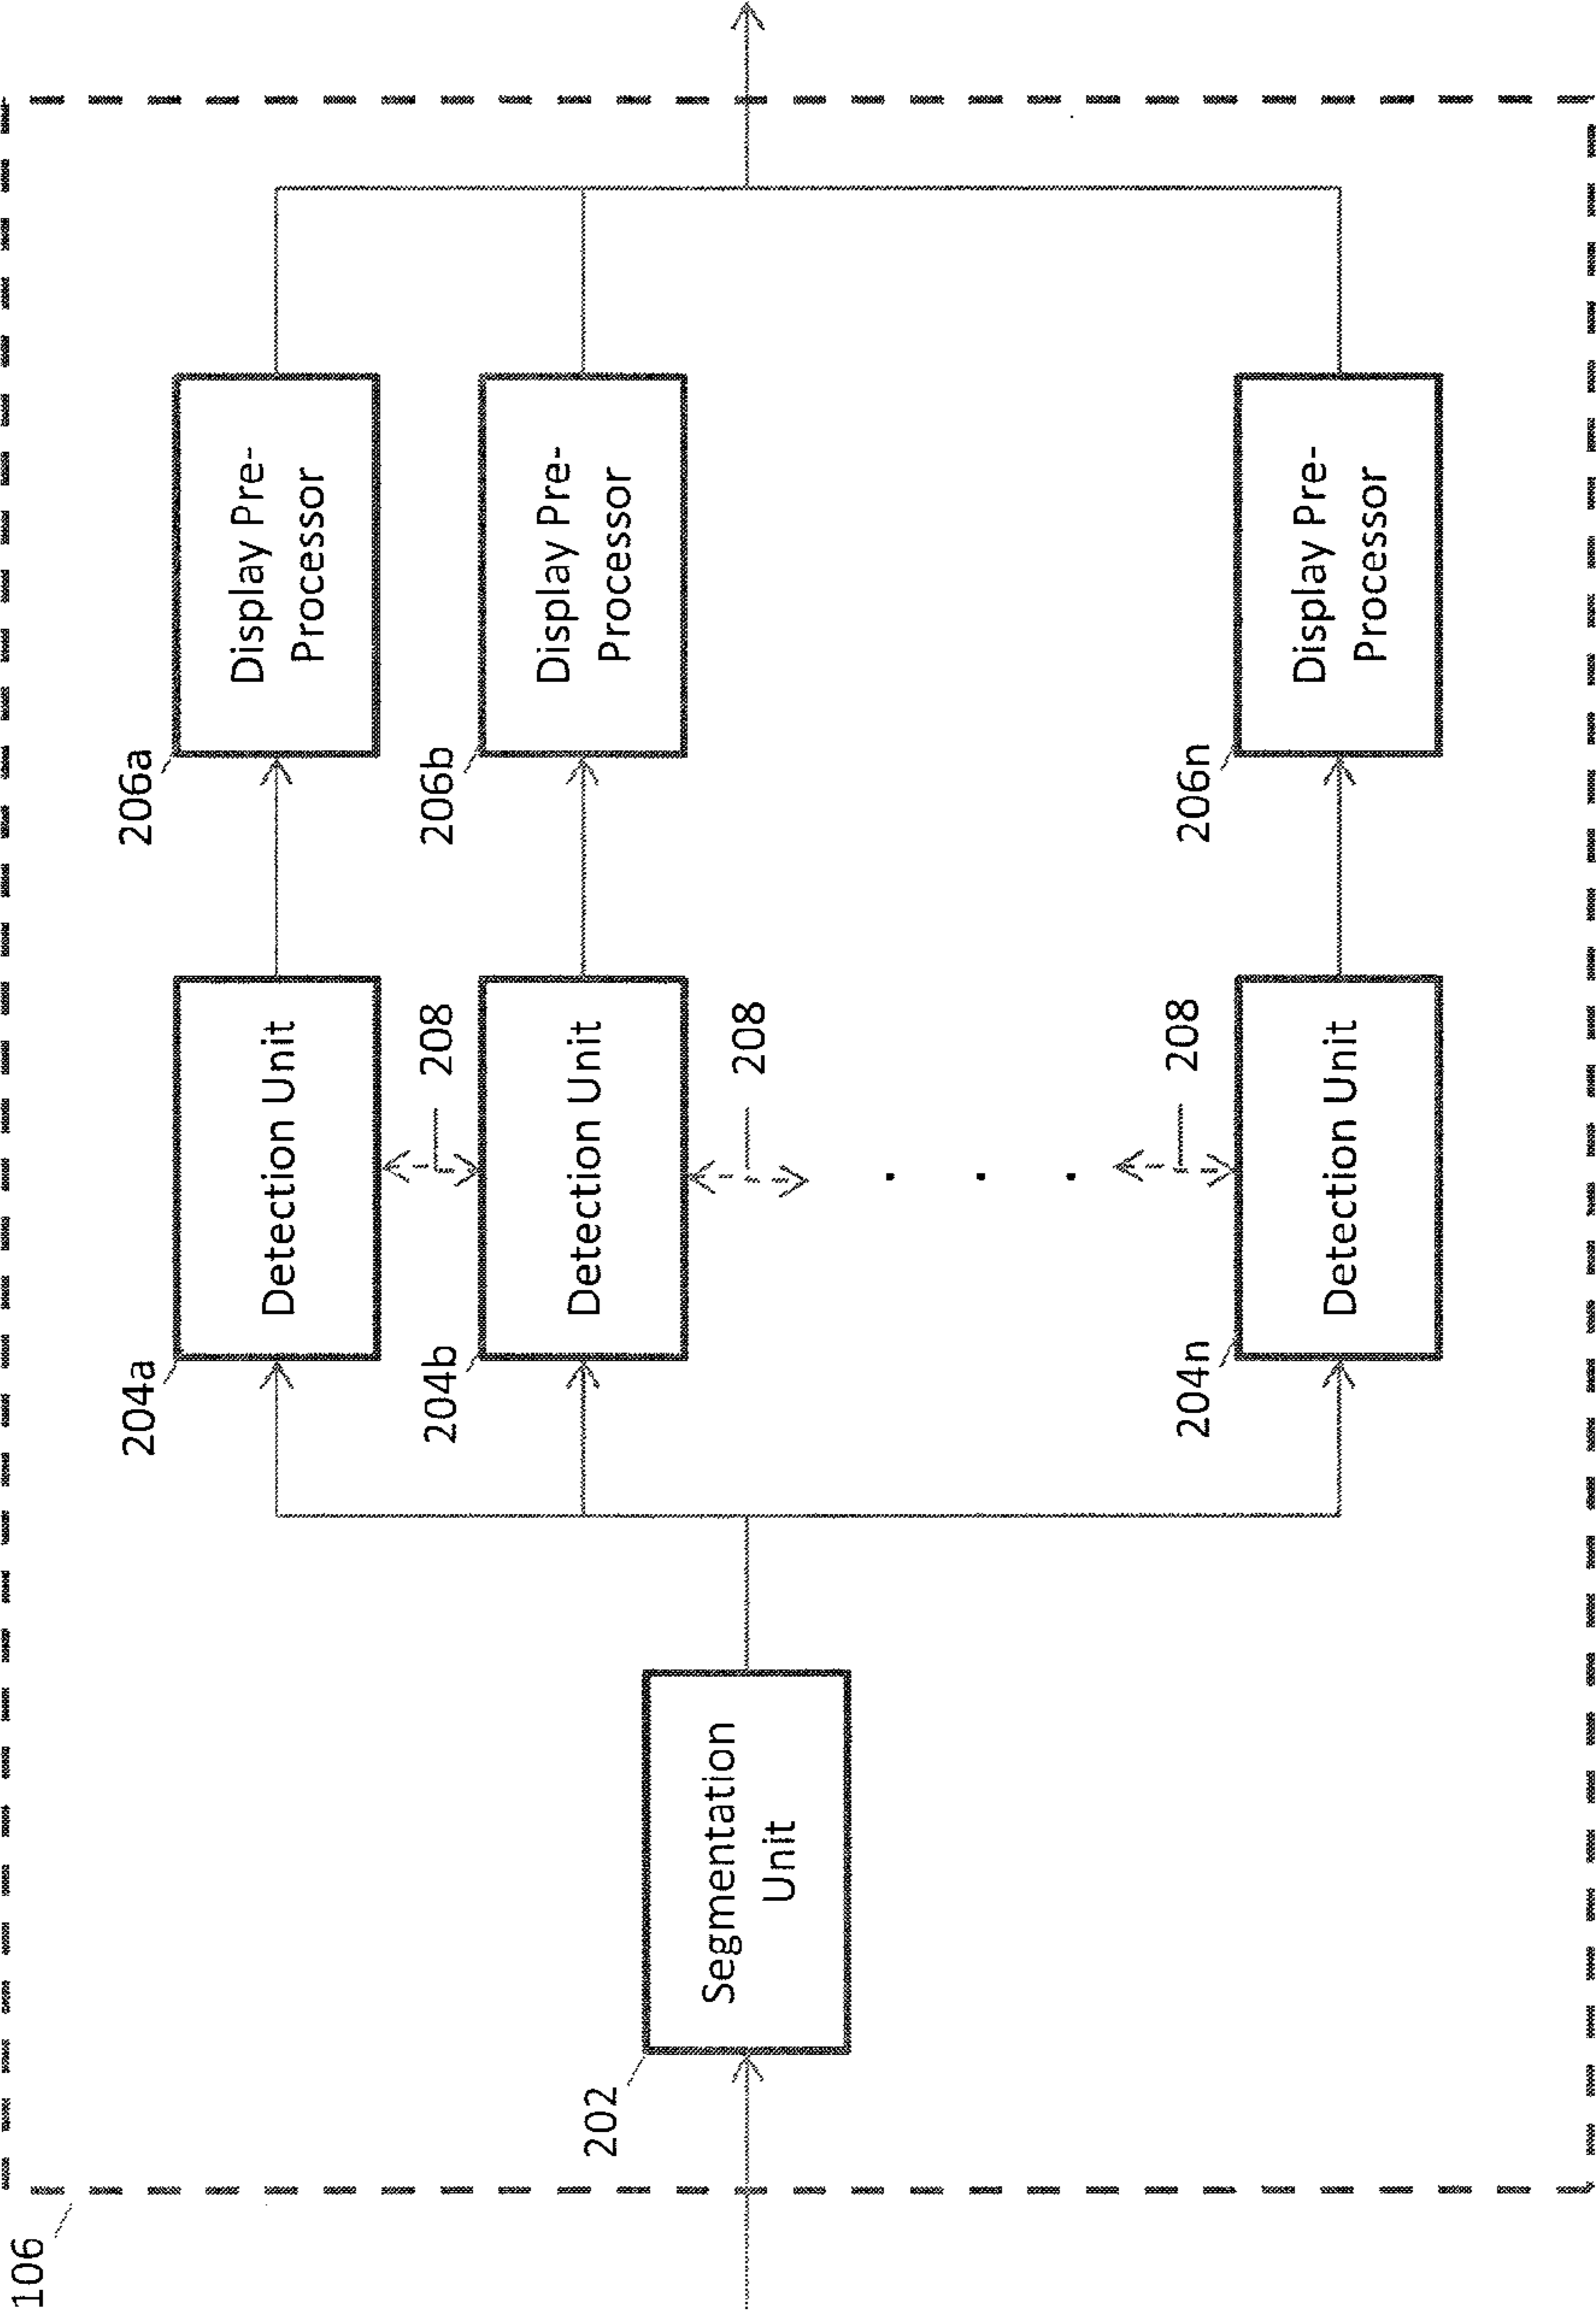 106
202
Segmentation
Unit
204a
Detection Unit
208
204b
Detection Unit
208
.
.
.
208
204n
Detection Unit
206a
Display Pre-
Processor
206b
Display Pre-
Processor
206n
Display Pre-
Processor